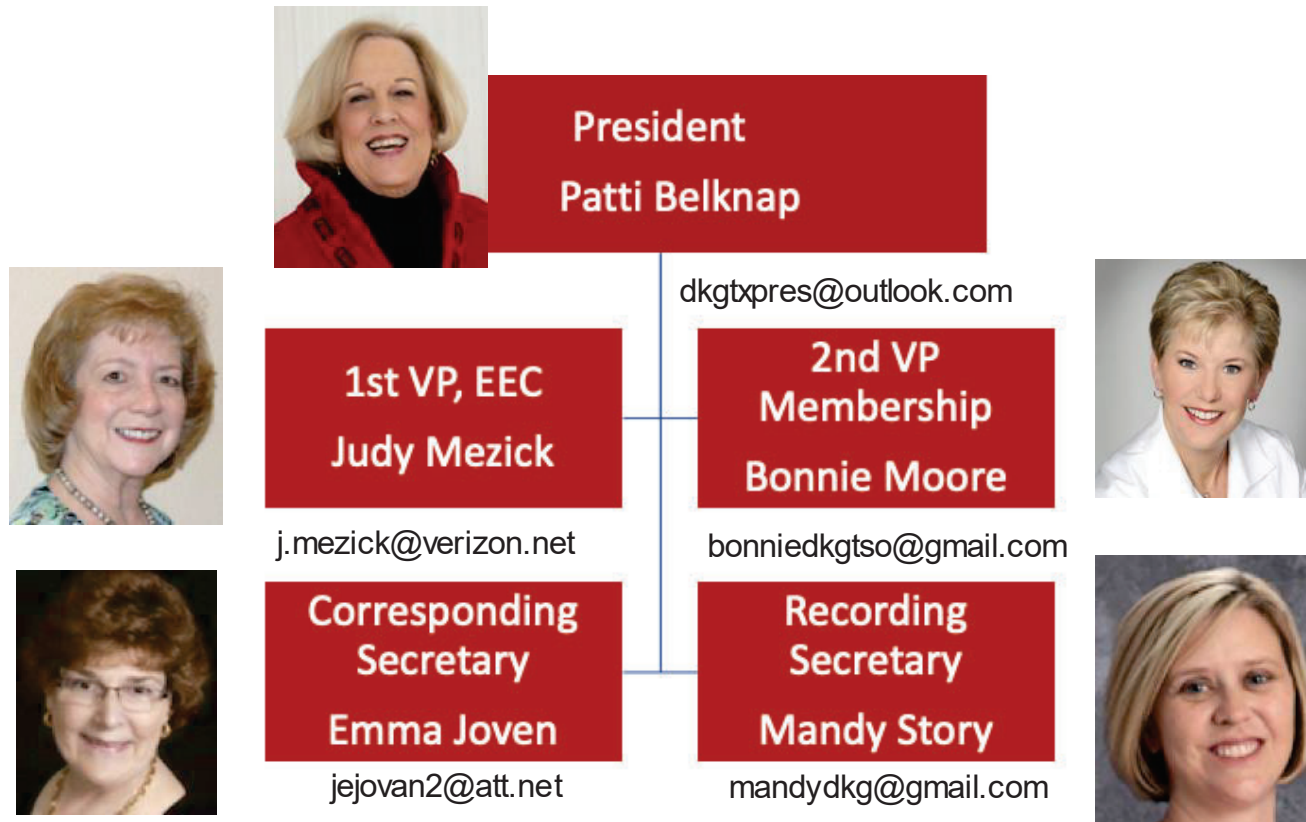 President
Patti Belknap
dkgtxpres@outlook.com
1st VP, EEC
Judy Mezick
j.mezick@verizon.net
2nd VP
Membership
Bonnie Moore
bonniedkgtso@gmail.com
Corresponding
Secretary
Emma Joven
jejovan2@att.net
Recording
Secretary
Mandy Story
mandydkg@gmail.com